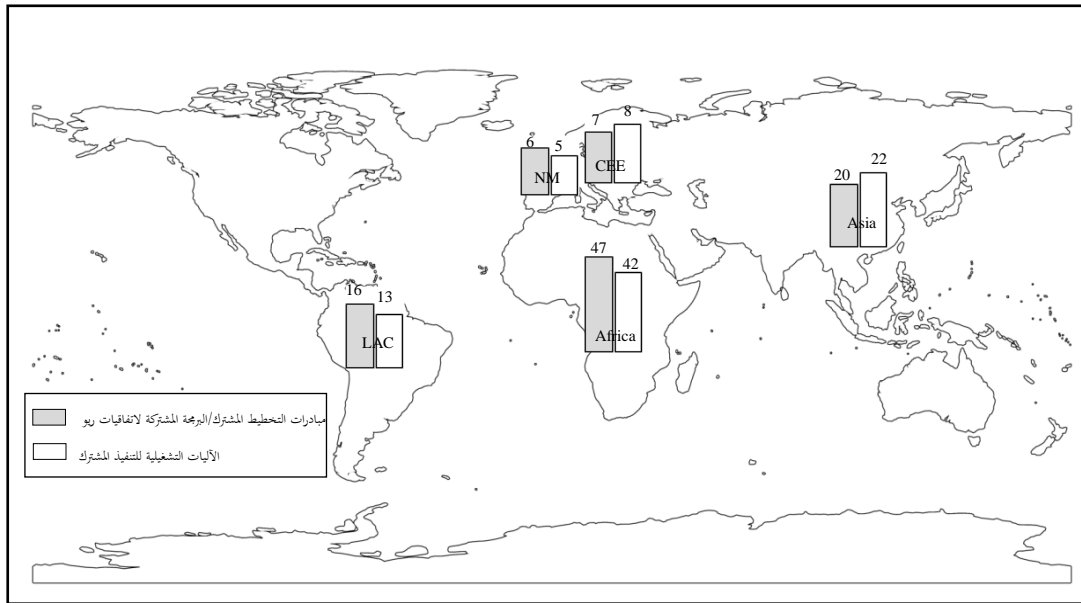 7
8
6
5
CEE
NM
20
22
Asia
47
42
Africa
16
13
LAC
مبادرات التخطيط المشترك/البرمجة المشتركة لاتفاقيات ريو
الآليات التشغيلية للتنفيذ المشترك